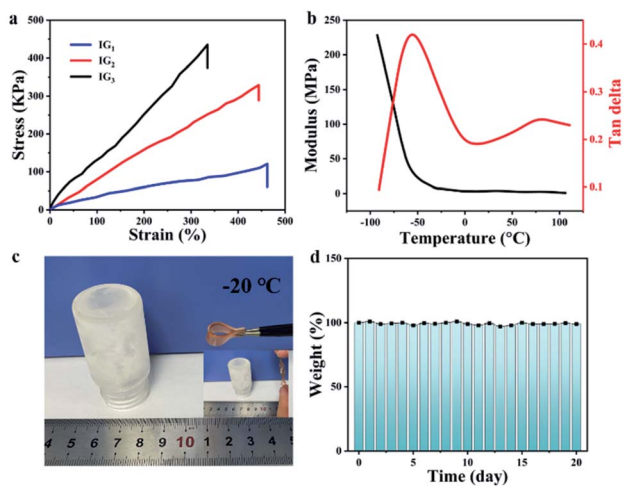 a
500
400
300
200
100
0
Stress (KPa)
IG1
IG2
IG3
0 100 200 300 400 500
Strain (%)
b
250
200
150
100
50
0
Modulus (MPa)
0.4
0.3
0.2
0.1
Tan delta
-100 -50 0 50 100
Temperature (°C)
c
-20 °C
4 5 6 7 8 9 10 1 2 3 4 5
d
150
100
50
0
Weight (%)
0 5 10 15 20
Time (day)